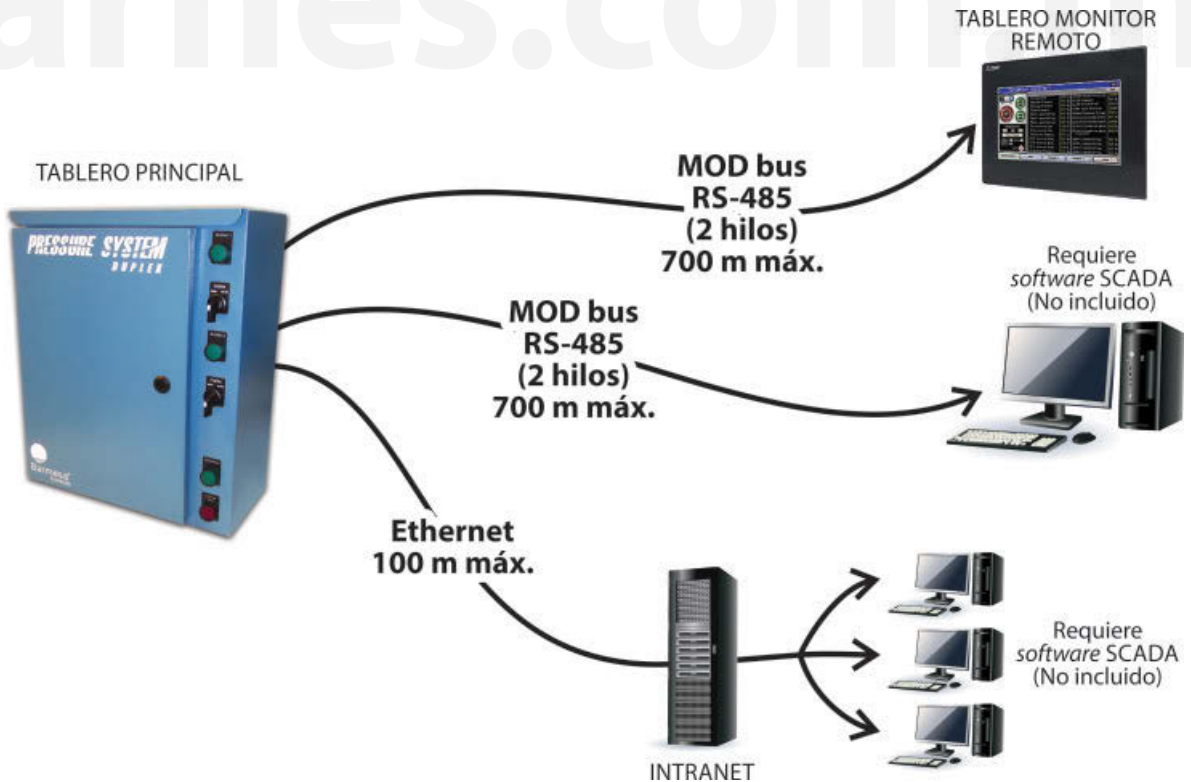 TABLERO MONITOR
REMOTO
TABLERO PRINCIPAL
PRESSURE SYSTEM
DUPLEX
Barmesa
MOD bus
RS-485
(2 hilos)
700 m máx.
Requiere
software SCADA
(No incluido)
MOD bus
RS-485
(2 hilos)
700 m máx.
Ethernet
100 m máx.
Requiere
software SCADA
(No incluido)
INTRANET